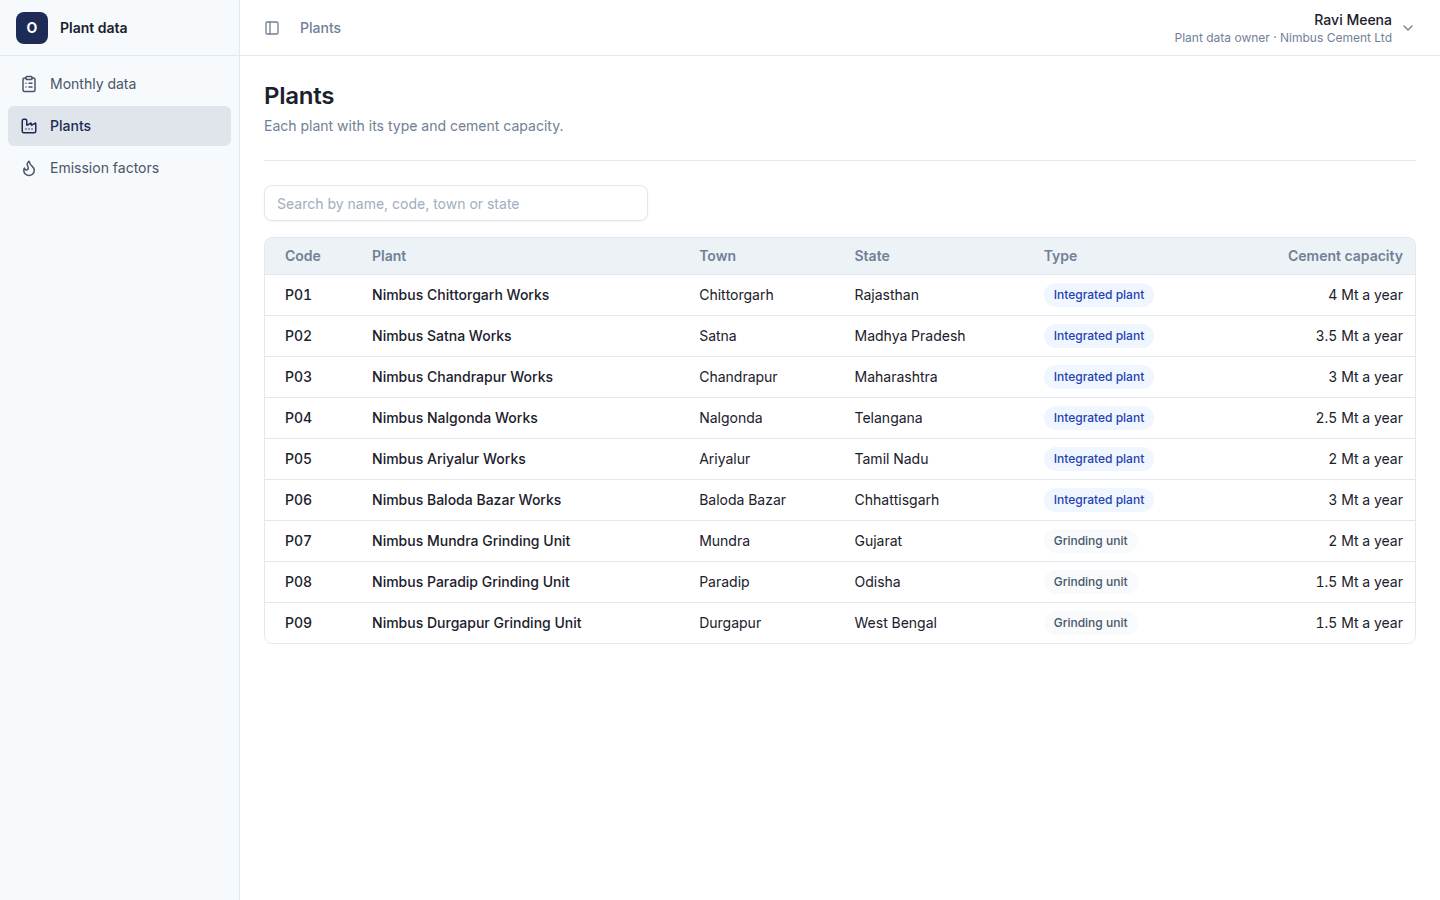 O Plant data
Plants
Ravi Meena
Plant data owner · Nimbus Cement Ltd
Monthly data
Plants
Emission factors
Plants
Each plant with its type and cement capacity.
Search by name, code, town or state
Code Plant Town State Type Cement capacity
P01 Nimbus Chittorgarh Works Chittorgarh Rajasthan Integrated plant 4 Mt a year
P02 Nimbus Satna Works Satna Madhya Pradesh Integrated plant 3.5 Mt a year
P03 Nimbus Chandrapur Works Chandrapur Maharashtra Integrated plant 3 Mt a year
P04 Nimbus Nalgonda Works Nalgonda Telangana Integrated plant 2.5 Mt a year
P05 Nimbus Ariyalur Works Ariyalur Tamil Nadu Integrated plant 2 Mt a year
P06 Nimbus Baloda Bazar Works Baloda Bazar Chhattisgarh Integrated plant 3 Mt a year
P07 Nimbus Mundra Grinding Unit Mundra Gujarat Grinding unit 2 Mt a year
P08 Nimbus Paradip Grinding Unit Paradip Odisha Grinding unit 1.5 Mt a year
P09 Nimbus Durgapur Grinding Unit Durgapur West Bengal Grinding unit 1.5 Mt a year